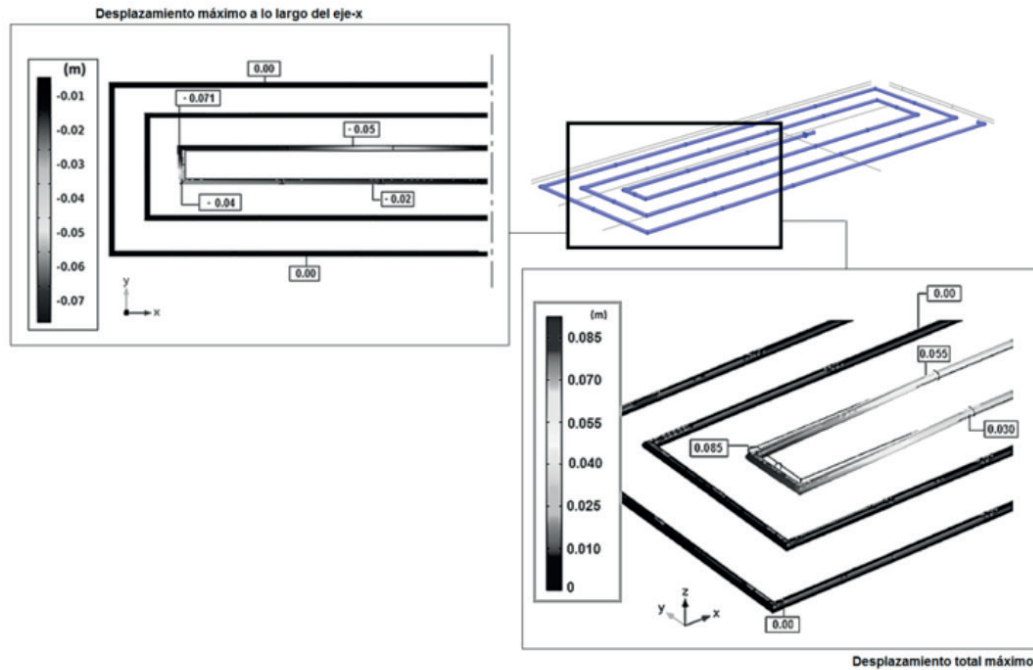 Desplazamiento máximo a lo largo del eje-x
(m)
-0.01
-0.02
-0.03
-0.04
-0.05
-0.06
-0.07
0.00
- 0.071
- 0.05
- 0.04
- 0.02
0.00
y
x
(m)
0.085
0.070
0.055
0.040
0.025
0.010
0
0.00
0.055
0.085
0.030
0.00
z
y
x
Desplazamiento total máximo